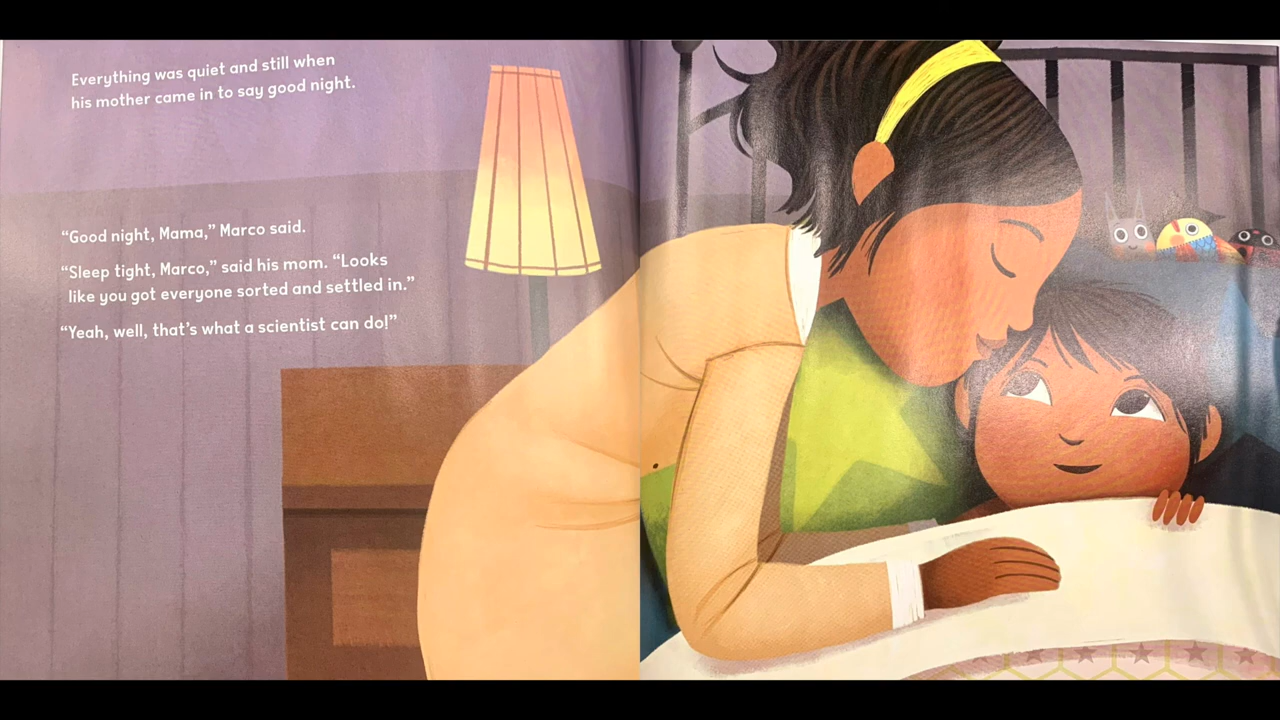 Everything was quiet and still when
his mother came in to say good night.
“Good night, Mama,” Marco said.
“Sleep tight, Marco,” said his mom. “Looks
like you got everyone sorted and settled in.”
“Yeah, well, that’s what a scientist can do!”